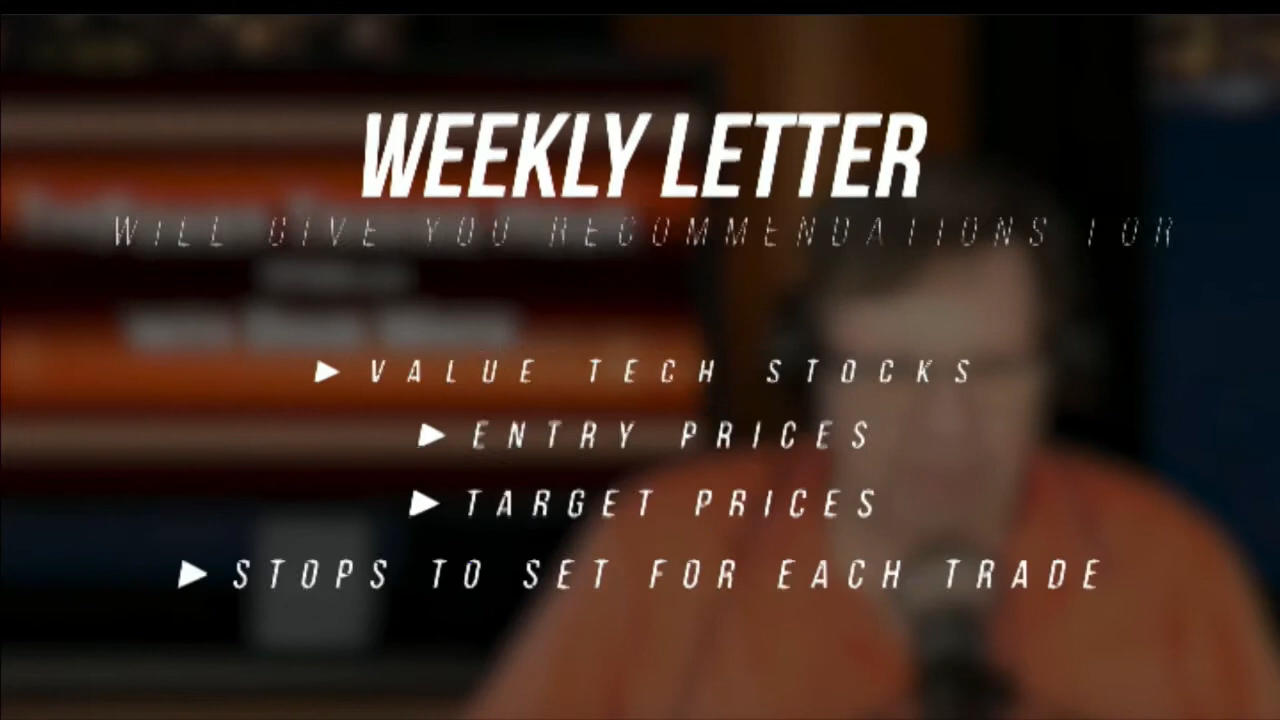 WEEKLY LETTER
WILL GIVE YOU RECOMMENDATIONS FOR
▶ VALUE TECH STOCKS
▶ ENTRY PRICES
▶ TARGET PRICES
▶ STOPS TO SET FOR EACH TRADE